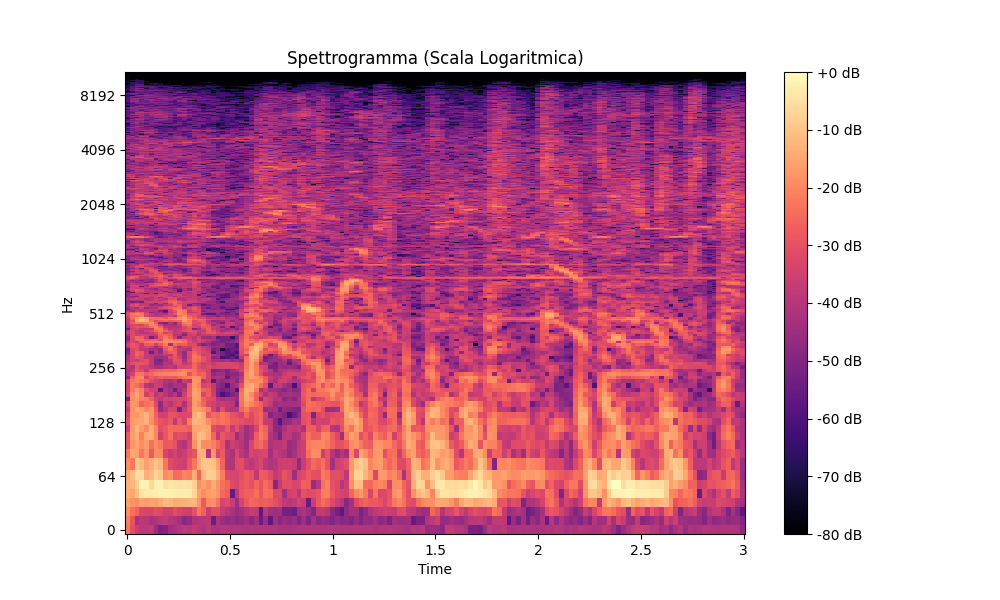 Spettrogramma (Scala Logaritmica)
Hz
8192
4096
2048
1024
512
256
128
64
0
0 0.5 1 1.5 2 2.5 3
Time
+0 dB
-10 dB
-20 dB
-30 dB
-40 dB
-50 dB
-60 dB
-70 dB
-80 dB